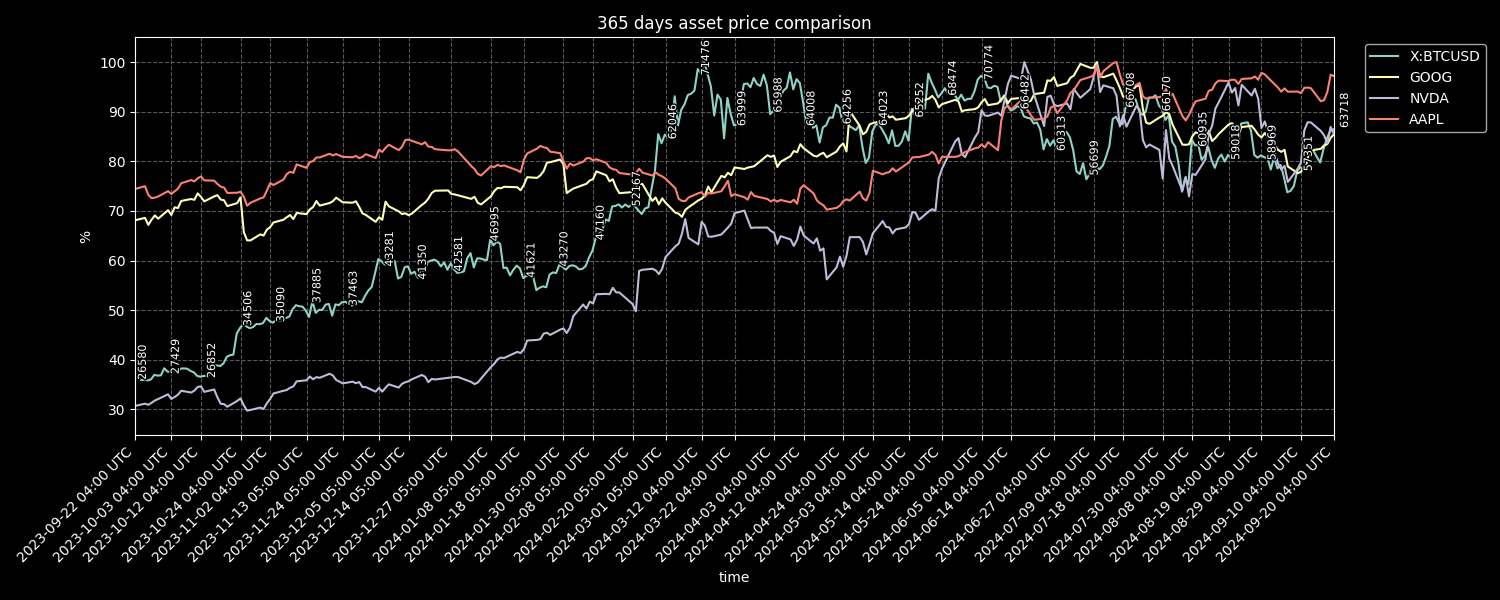 365 days asset price comparison
X:BTCUSD
GOOG
NVDA
AAPL
%
100
90
80
70
60
50
40
30
26580
27429
26852
34506
35090
37885
37463
43281
41350
42581
46995
41621
43270
47160
52167
62046
71476
63999
65988
64008
64256
64023
65252
68474
70774
66482
60313
56699
66708
66170
60935
59018
58969
57351
63718
2023-09-22 04:00 UTC
2023-10-03 04:00 UTC
2023-10-12 04:00 UTC
2023-10-24 04:00 UTC
2023-11-02 04:00 UTC
2023-11-13 05:00 UTC
2023-11-24 05:00 UTC
2023-12-05 05:00 UTC
2023-12-14 05:00 UTC
2023-12-27 05:00 UTC
2024-01-08 05:00 UTC
2024-01-18 05:00 UTC
2024-01-30 05:00 UTC
2024-02-08 05:00 UTC
2024-02-20 05:00 UTC
2024-03-01 05:00 UTC
2024-03-12 04:00 UTC
2024-03-22 04:00 UTC
2024-04-03 04:00 UTC
2024-04-12 04:00 UTC
2024-04-24 04:00 UTC
2024-05-03 04:00 UTC
2024-05-14 04:00 UTC
2024-05-24 04:00 UTC
2024-06-05 04:00 UTC
2024-06-14 04:00 UTC
2024-06-27 04:00 UTC
2024-07-09 04:00 UTC
2024-07-18 04:00 UTC
2024-07-30 04:00 UTC
2024-08-08 04:00 UTC
2024-08-19 04:00 UTC
2024-08-29 04:00 UTC
2024-09-10 04:00 UTC
2024-09-20 04:00 UTC
time